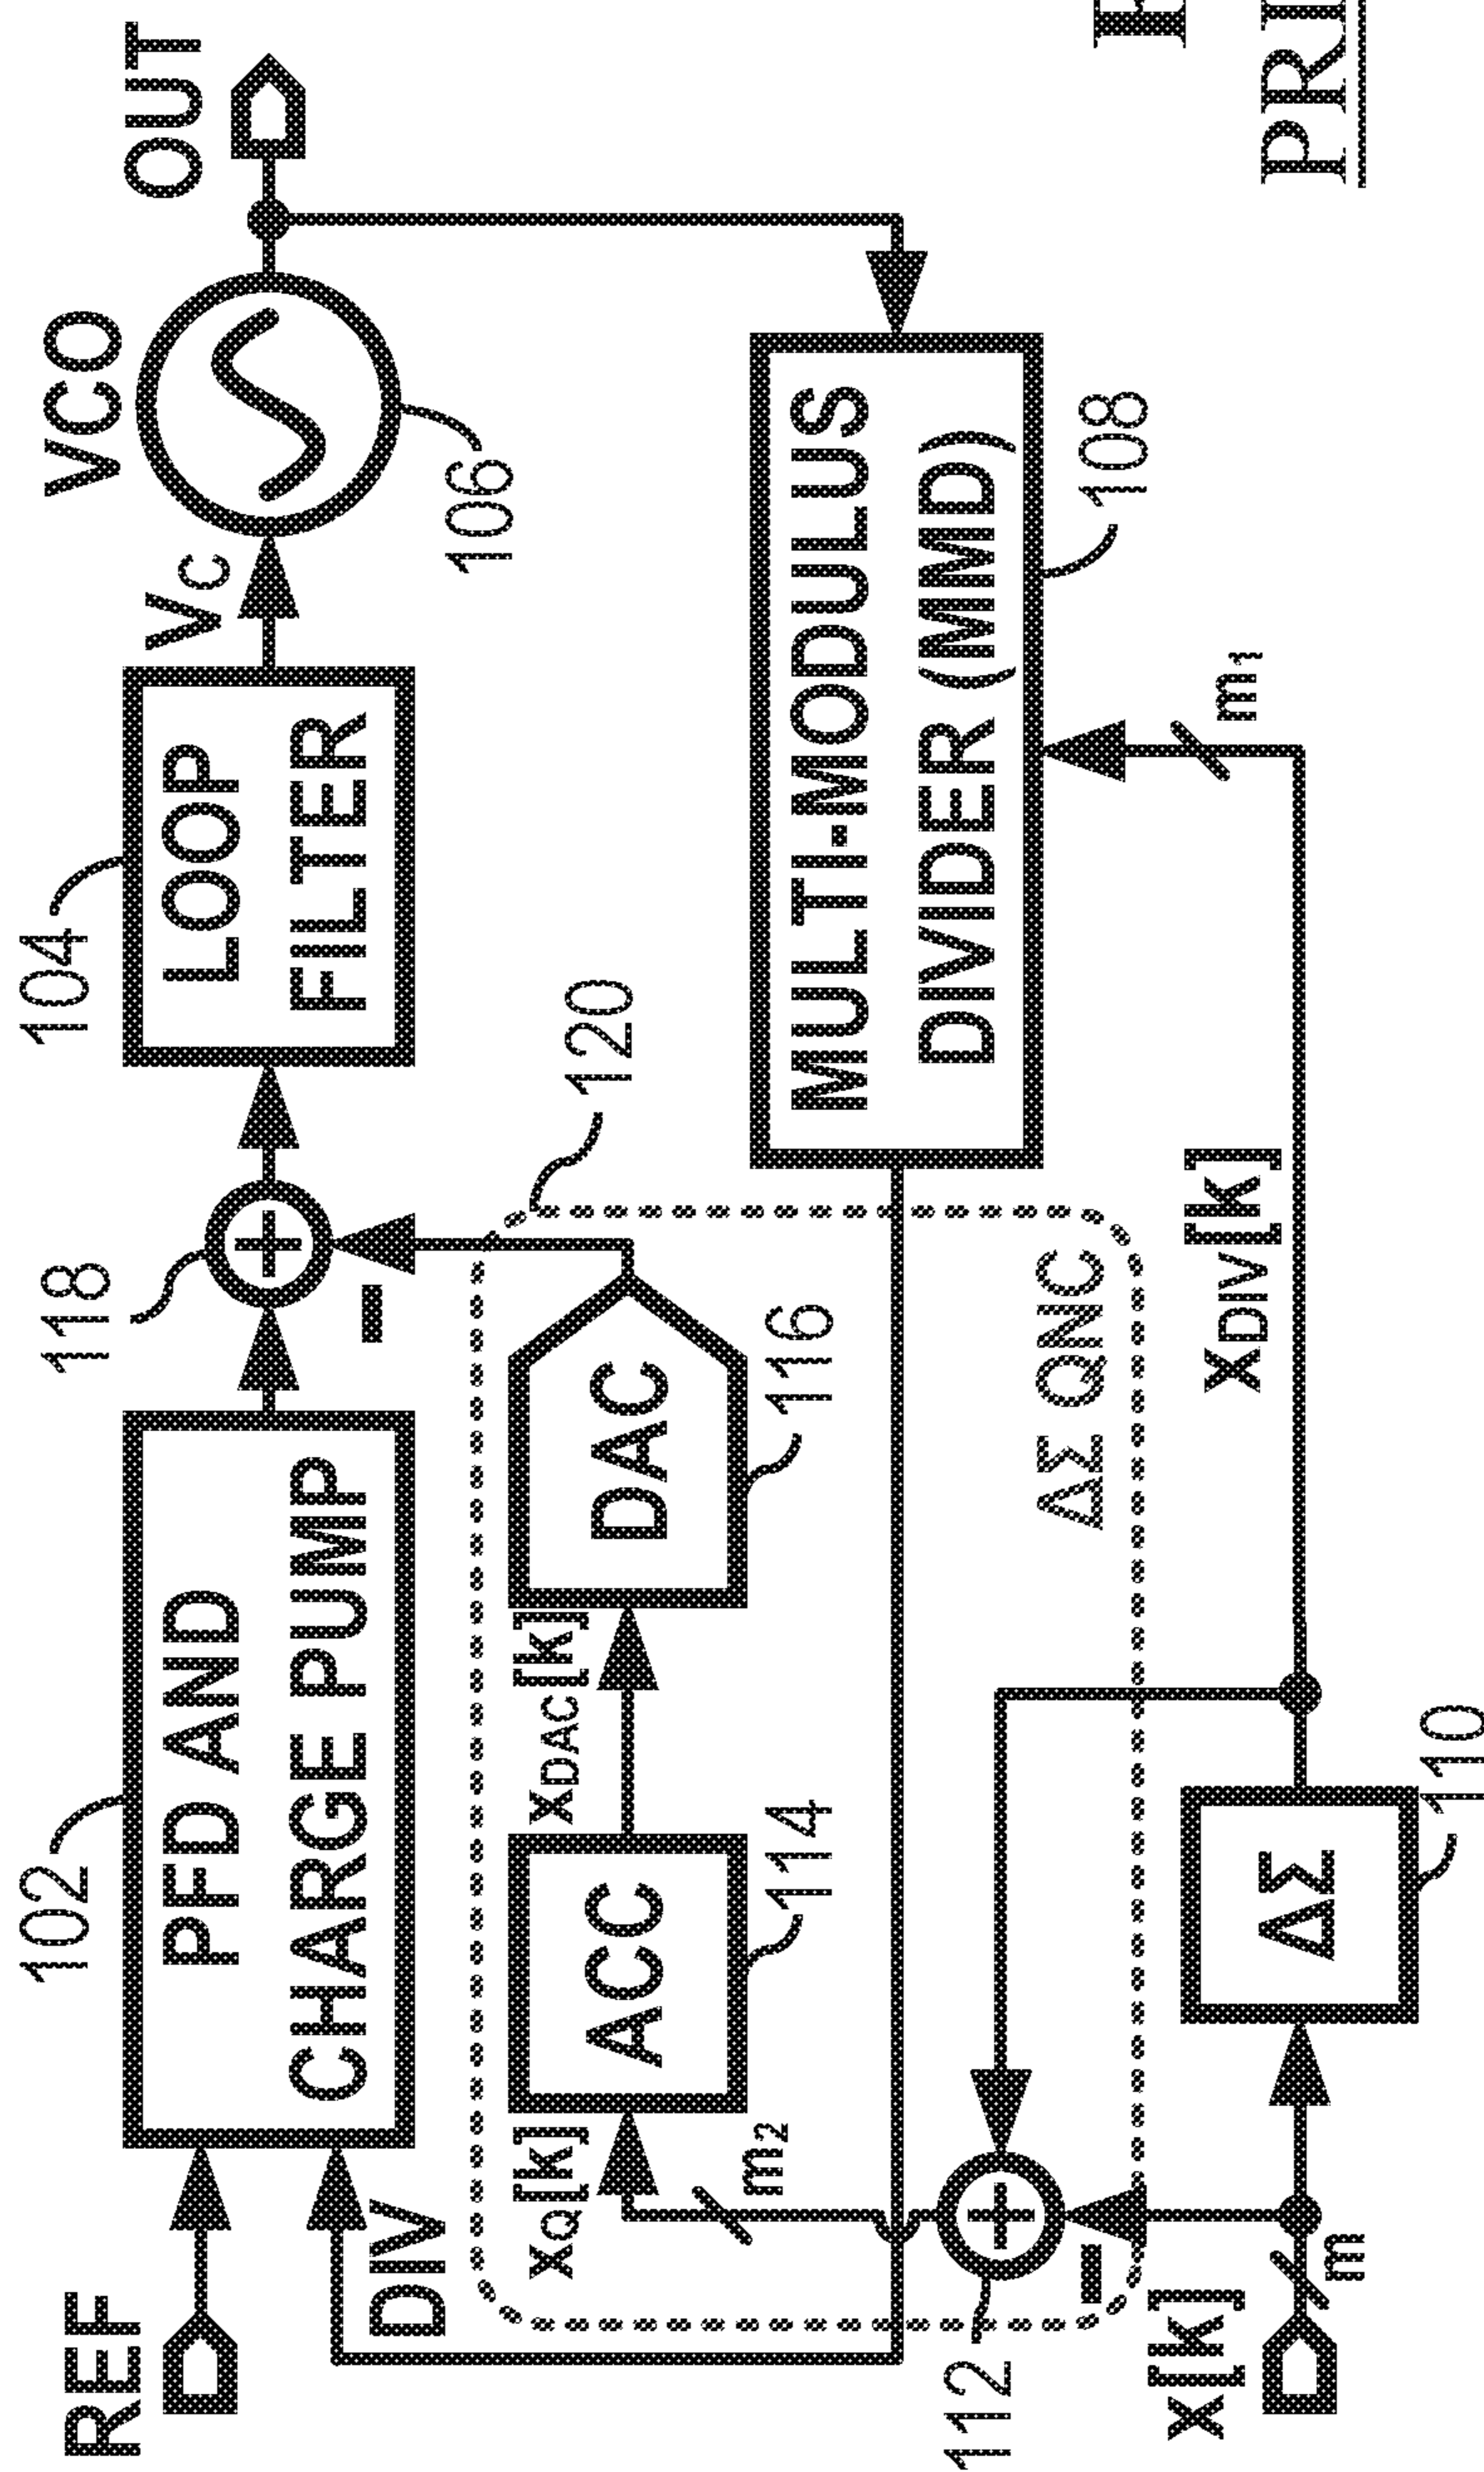 102
118
104
VCO
OUT
REF
PFD AND
CHARGE PUMP
LOOP
FILTER
VC
106
DIV
120
XQ[k]
ACC
XDAC[k]
DAC
m2
114
116
MULTI-MODULUS
DIVIDER (MMD)
112
ΔΣ QNC
108
x[k]
XDIV[k]
m1
m
ΔΣ
110
PRI